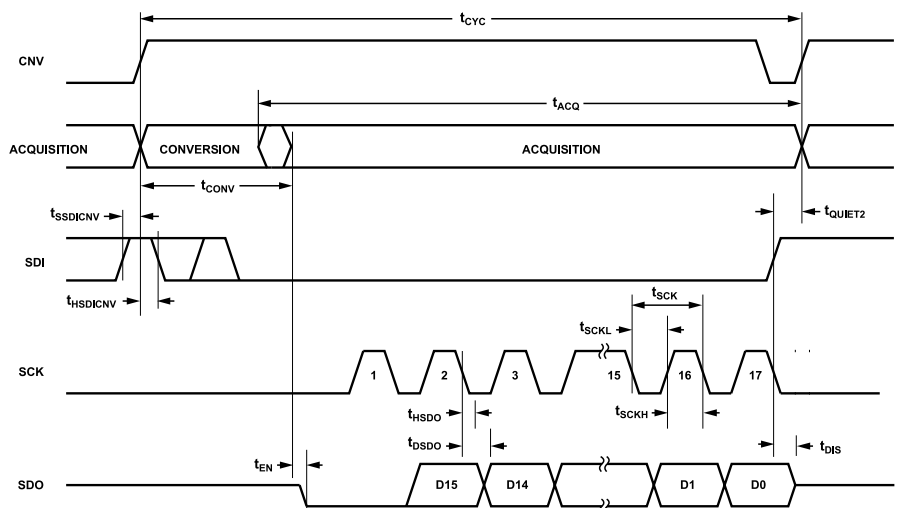 tCYC
CNV
tACQ
ACQUISITION CONVERSION ACQUISITION
tCONV
tSSDICNV
tQUIET2
SDI
tHSDICNV
tSCK
tSCKL
SCK
1 2 3 15 16 17
tHSDO
tSCKH
tDSDO
tEN
tDIS
SDO
D15 D14 D1 D0